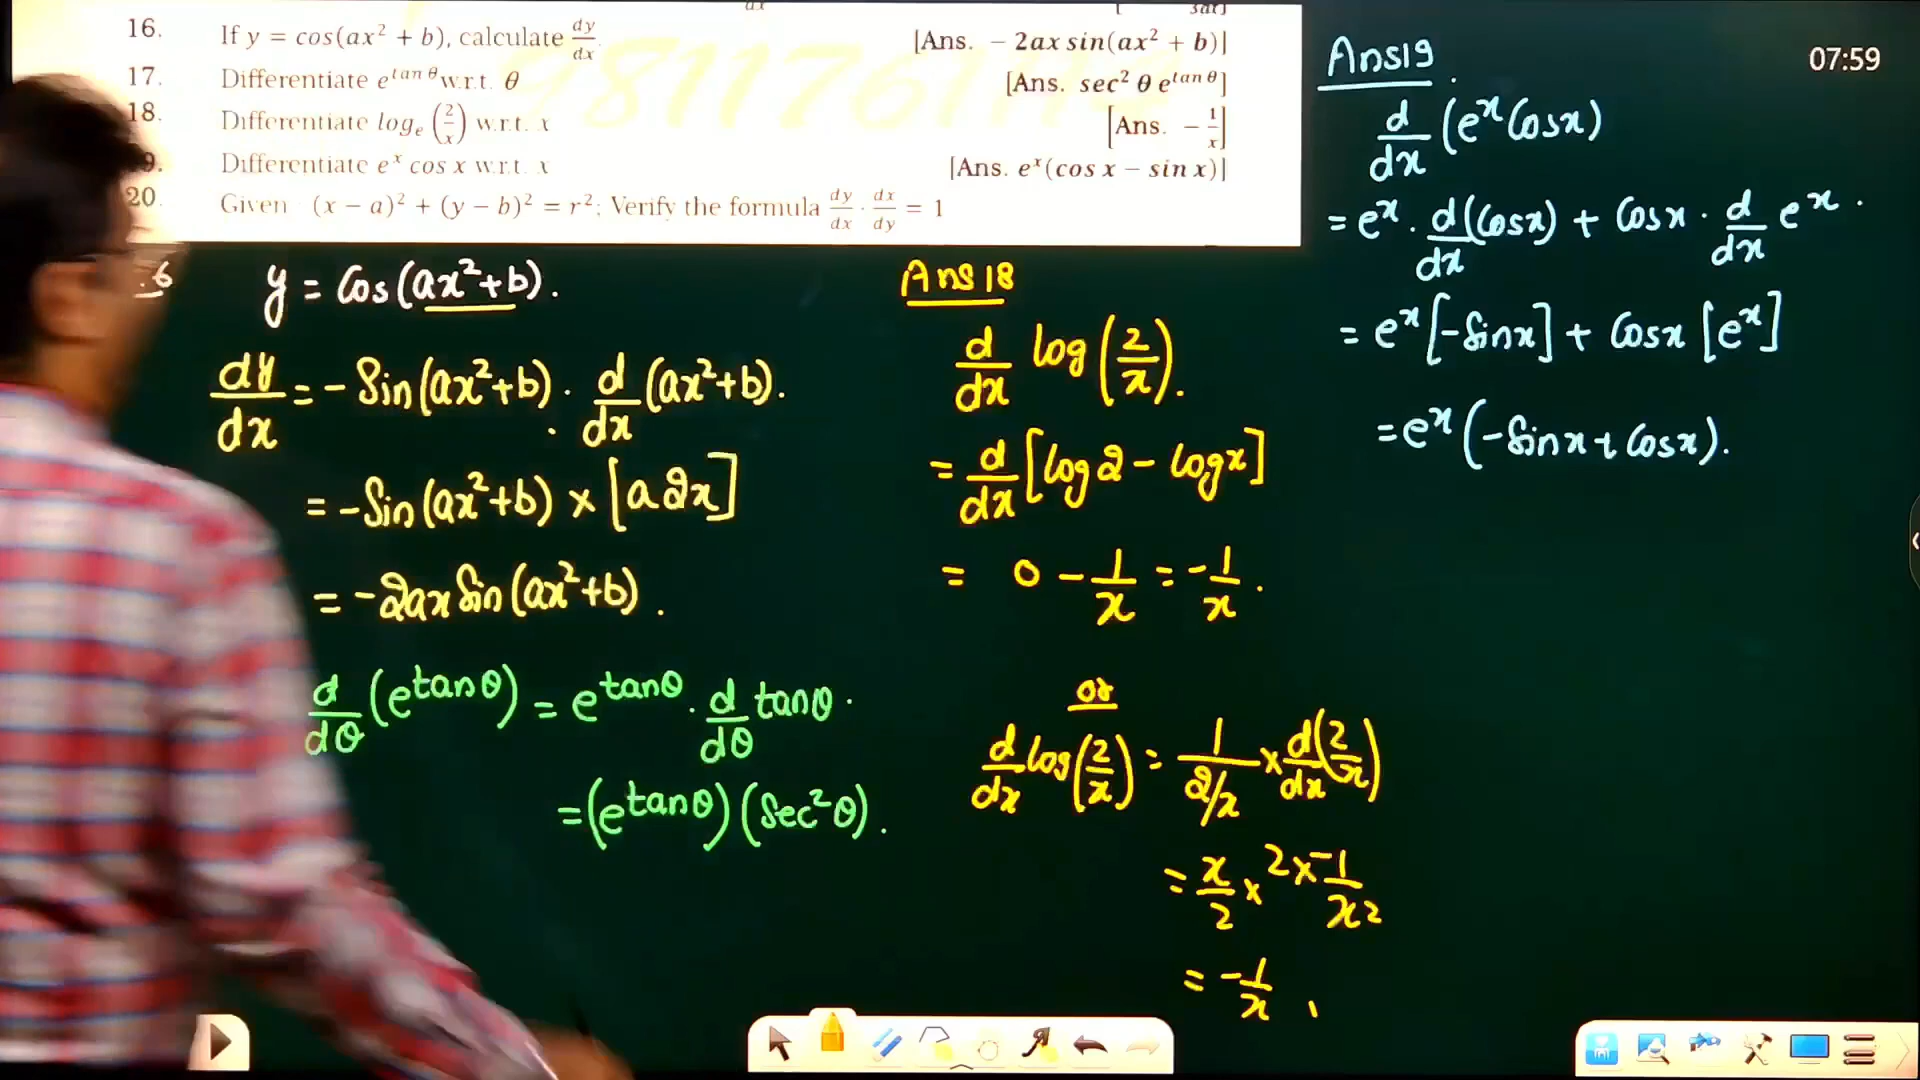 16. If y = cos(ax² + b), calculate dy/dx. [Ans. − 2ax sin(ax² + b)]
17. Differentiate e^{tan θ} w.r.t. θ [Ans. sec² θ e^{tan θ}]
18. Differentiate log_e (2/x) w.r.t. x [Ans. − 1/x]
9. Differentiate e^x cos x w.r.t. x [Ans. e^x(cos x − sin x)]
20. Given (x − a)² + (y − b)² = r²; Verify the formula dy/dx · dx/dy = 1
07:59
6 y = Cos(ax²+b).
dy/dx = - Sin(ax²+b) · d/dx (ax²+b).
= -Sin(ax²+b) × [a2x]
= -2ax Sin(ax²+b).
d/dθ (e^{tanθ}) = e^{tanθ} · d/dθ tanθ.
= (e^{tanθ})(Sec²θ).
Ans 18
d/dx log(2/x).
= d/dx [log2 - logx]
= 0 - 1/x = -1/x.
or
d/dx log(2/x) = 1/(2/x) × d/dx(2/x)
= x/2 × 2 × -1/x²
= -1/x
Ans19.
d/dx (e^x Cosx)
= e^x · d/dx (Cosx) + Cosx · d/dx e^x.
= e^x [-Sinx] + Cosx [e^x]
= e^x (-Sinx + Cosx).